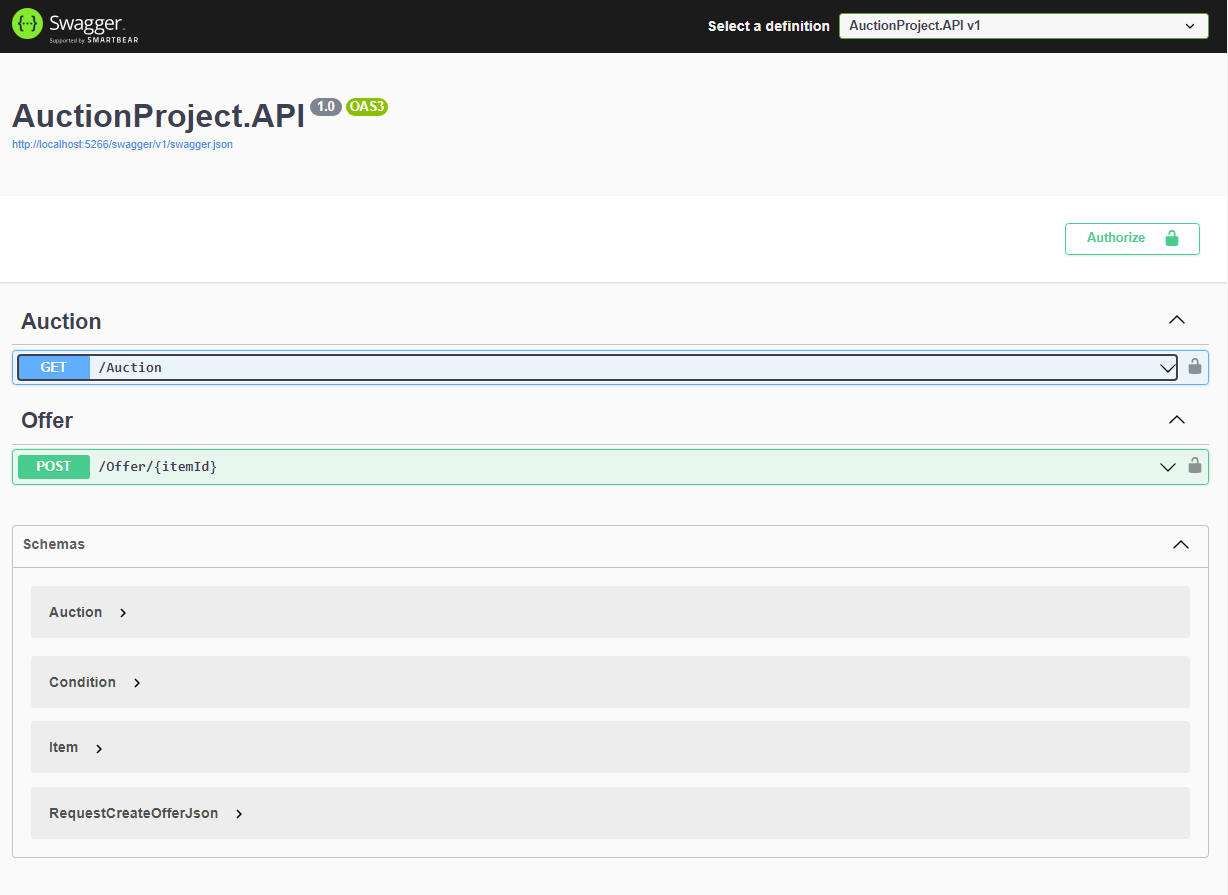 Swagger
Supported by SMARTBEAR
Select a definition
AuctionProject.API v1
AuctionProject.API 1.0 OAS3
http://localhost:5266/swagger/v1/swagger.json
Authorize
Auction
GET /Auction
Offer
POST /Offer/{itemId}
Schemas
Auction
Condition
Item
RequestCreateOfferJson